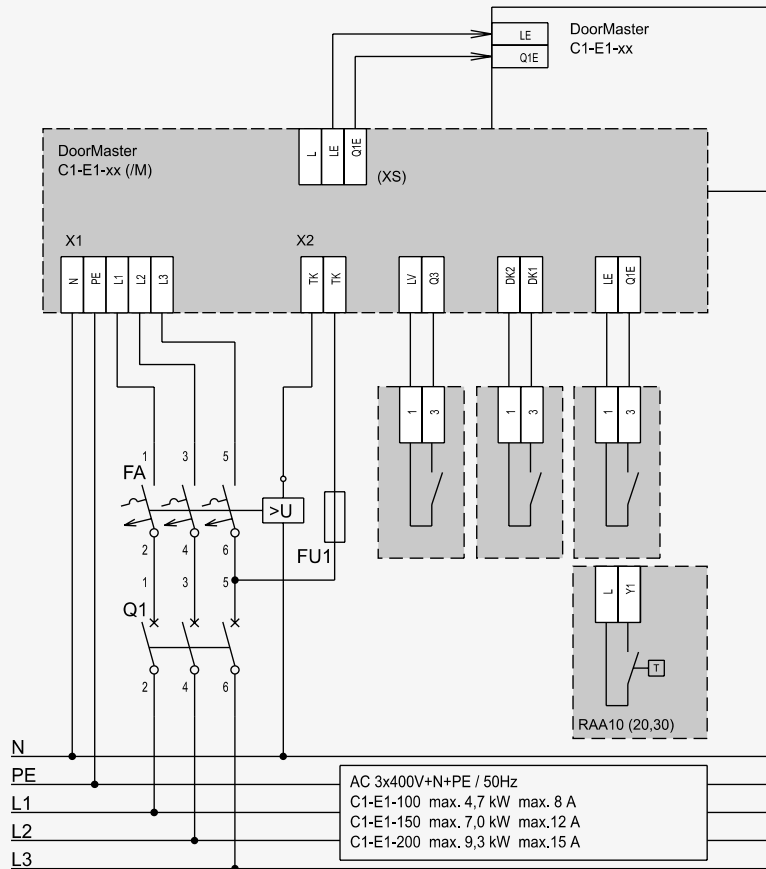 LE
Q1E
DoorMaster
C1-E1-xx
DoorMaster
C1-E1-xx (/M)
L
LE
Q1E
(XS)
X1
X2
N
PE
L1
L2
L3
TK
TK
LV
Q3
DK2
DK1
LE
Q1E
1
3
1
3
1
3
1
3
5
FA
>U
FU1
2
4
6
1
3
5
Q1
2
4
6
L
Y1
T
RAA10 (20,30)
N
PE
L1
L2
L3
AC 3x400V+N+PE / 50Hz
C1-E1-100 max. 4,7 kW max. 8 A
C1-E1-150 max. 7,0 kW max.12 A
C1-E1-200 max. 9,3 kW max.15 A